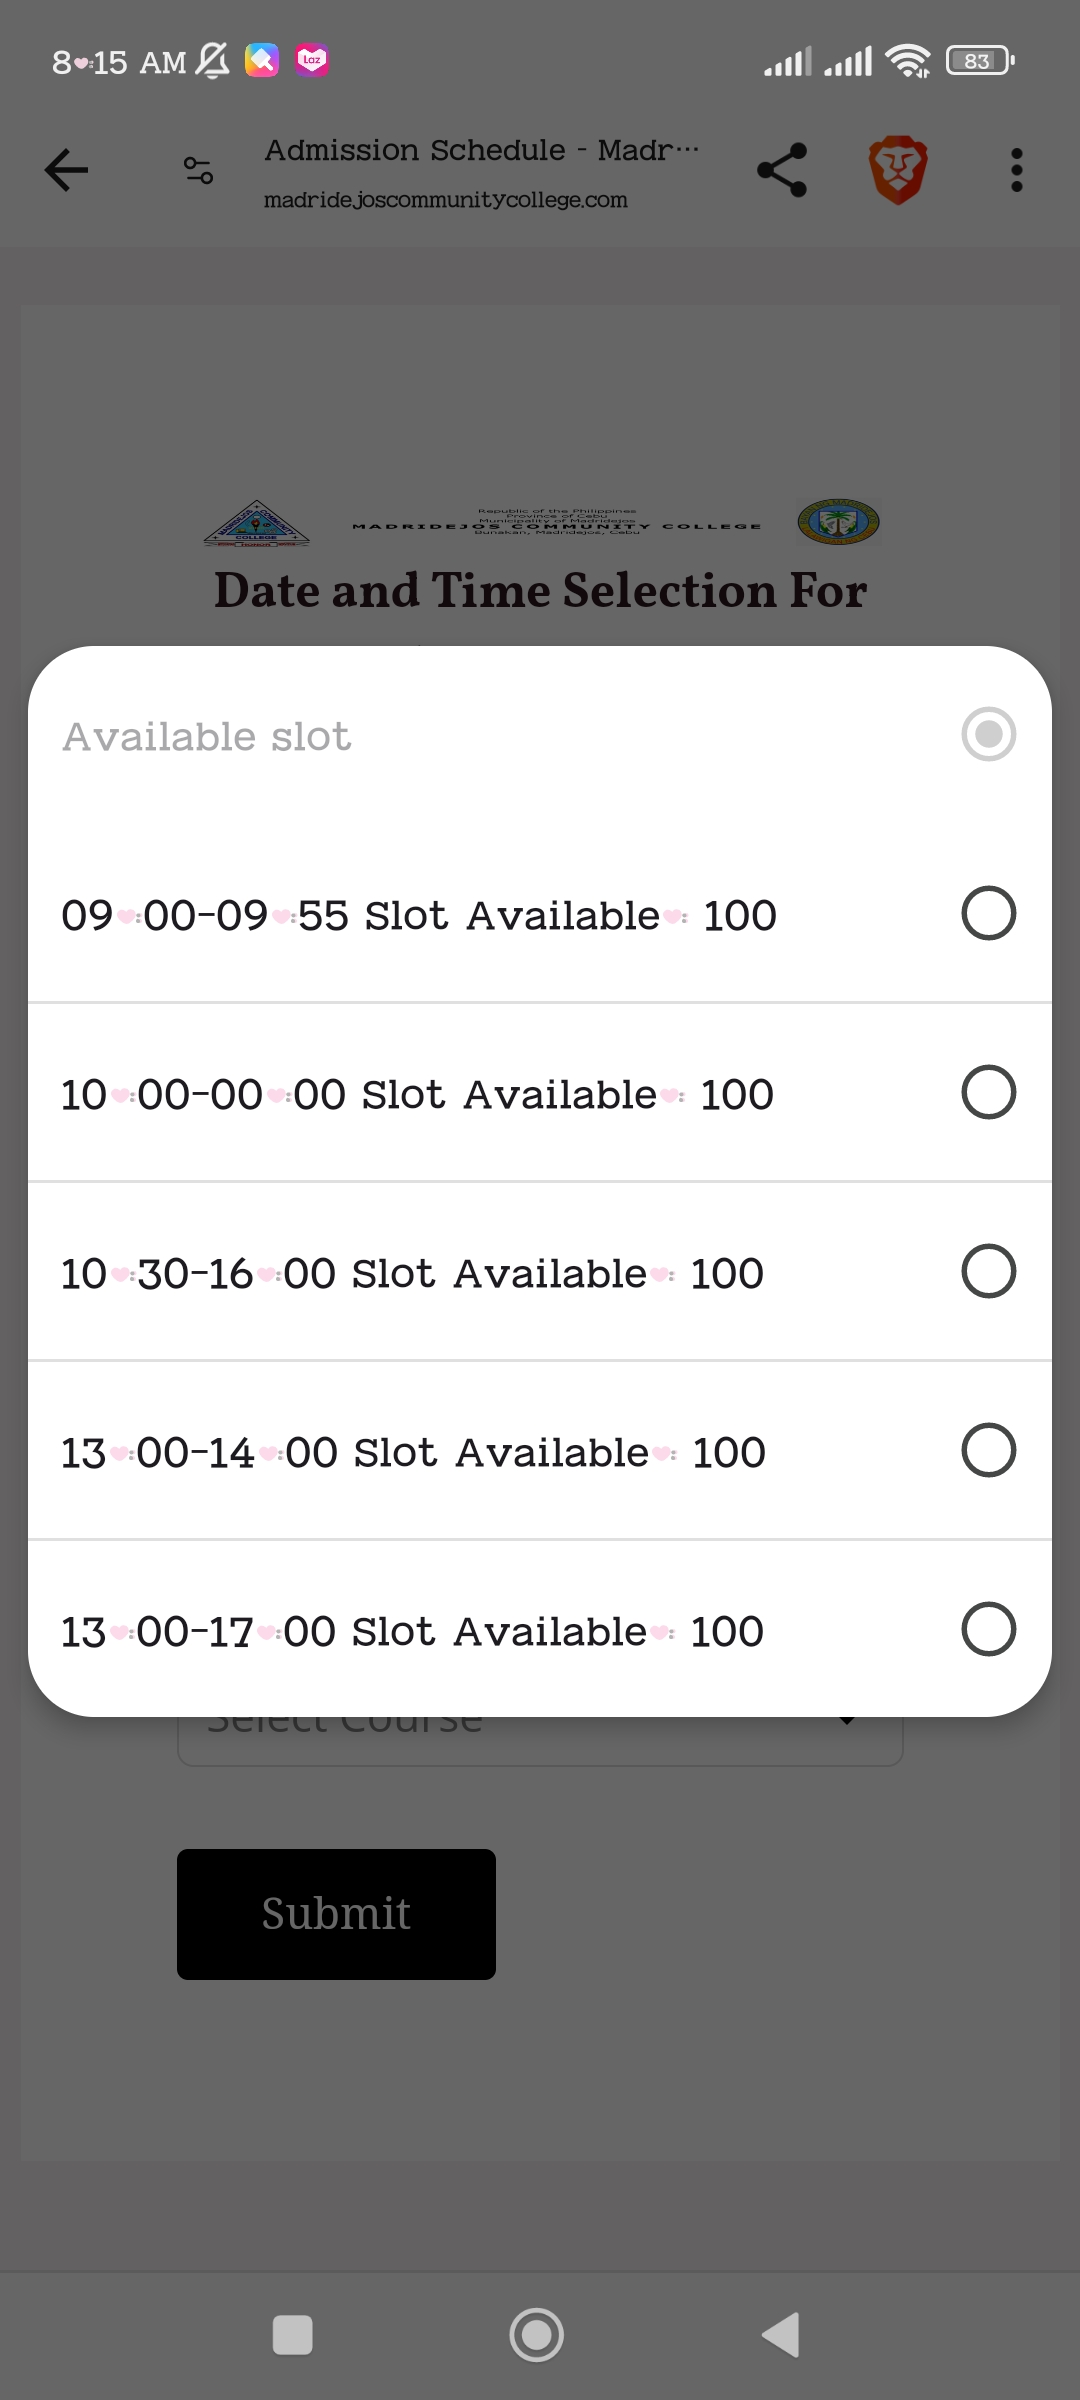 8:15 AM
Laz
83
Admission Schedule - Madr...
madridejoscommunitycollege.com
Republic of the Philippines
Province of Cebu
Municipality of Madridejos
MADRIDEJOS COMMUNITY COLLEGE
Bunakan, Madridejos, Cebu
COLLEGE
Date and Time Selection For
Available slot
09:00-09:55 Slot Available: 100
10:00-00:00 Slot Available: 100
10:30-16:00 Slot Available: 100
13:00-14:00 Slot Available: 100
13:00-17:00 Slot Available: 100
Select Course
Submit